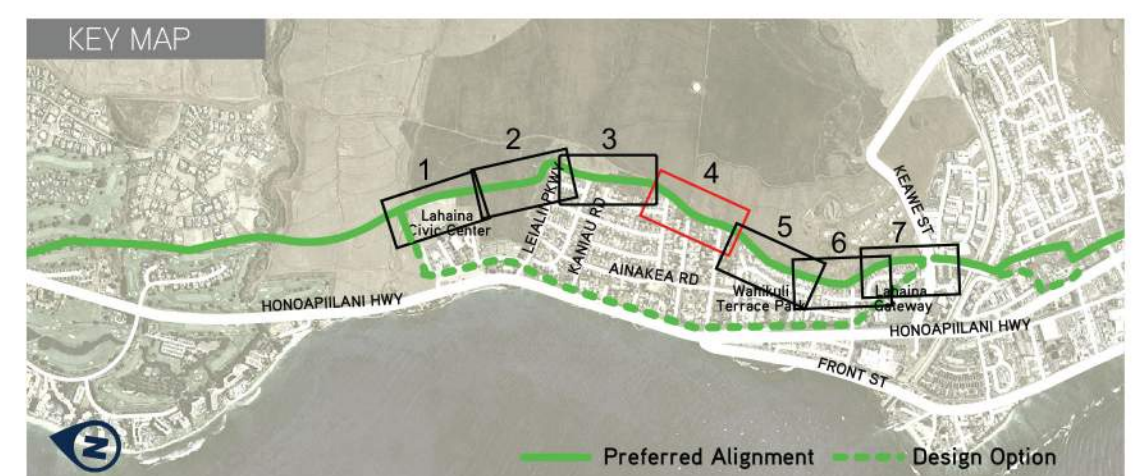 KEY MAP
1
2
3
4
5
6
7
Lahaina
Civic Center
LEIALII PKWY
KANIAU RD
AINAKEA RD
Wahikuli
Terrace Park
Lahaina
Gateway
KEAWE ST
HONOAPIILANI HWY
HONOAPIILANI HWY
FRONT ST
N
Preferred Alignment
Design Option